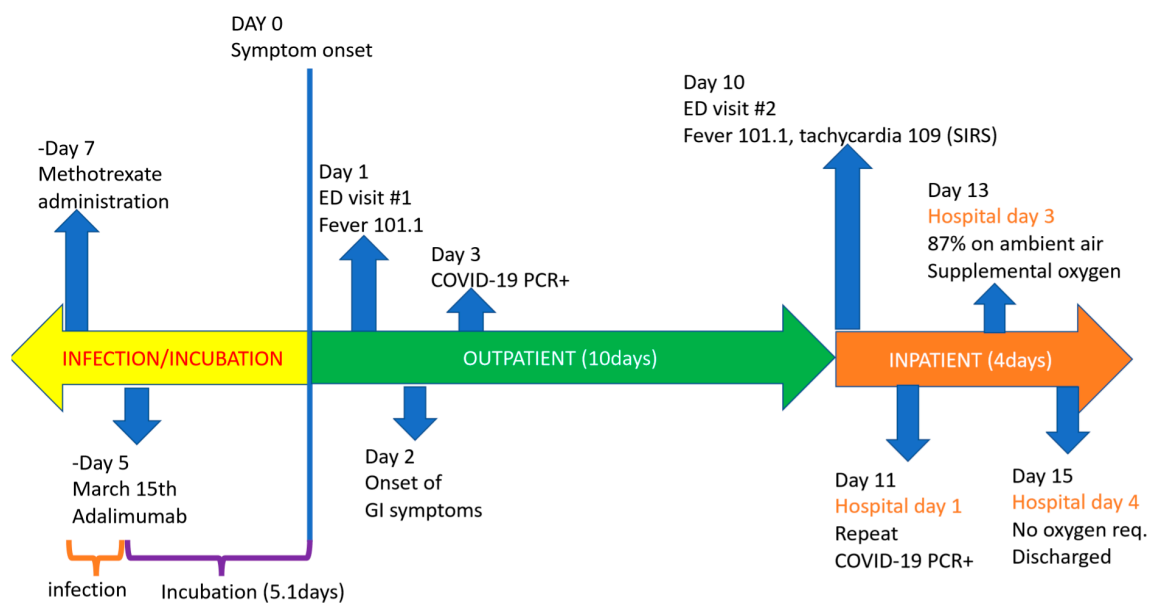 DAY 0
Symptom onset
Day 10
ED visit #2
Fever 101.1, tachycardia 109 (SIRS)
-Day 7
Methotrexate
administration
Day 1
ED visit #1
Fever 101.1
Day 3
COVID-19 PCR+
Day 13
Hospital day 3
87% on ambient air
Supplemental oxygen
INFECTION/INCUBATION
OUTPATIENT (10days)
INPATIENT (4days)
-Day 5
March 15th
Adalimumab
Day 2
Onset of
GI symptoms
Day 11
Hospital day 1
Repeat
COVID-19 PCR+
Day 15
Hospital day 4
No oxygen req.
Discharged
infection
Incubation (5.1days)